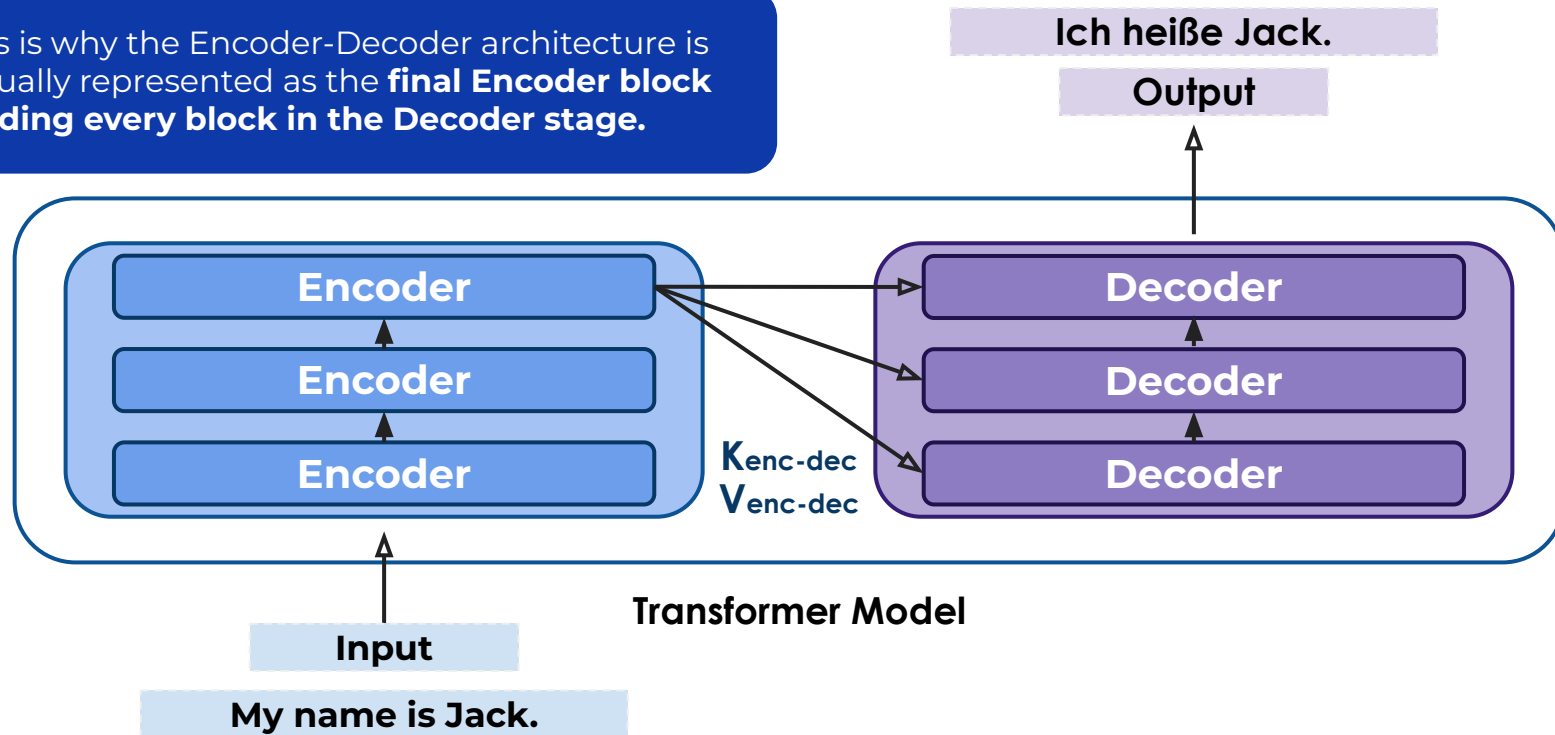 s is why the Encoder-Decoder architecture is
ually represented as the final Encoder block
ding every block in the Decoder stage.
Ich heiße Jack.
Output
Encoder
Encoder
Encoder
Decoder
Decoder
Decoder
Kenc-dec
Venc-dec
Transformer Model
Input
My name is Jack.